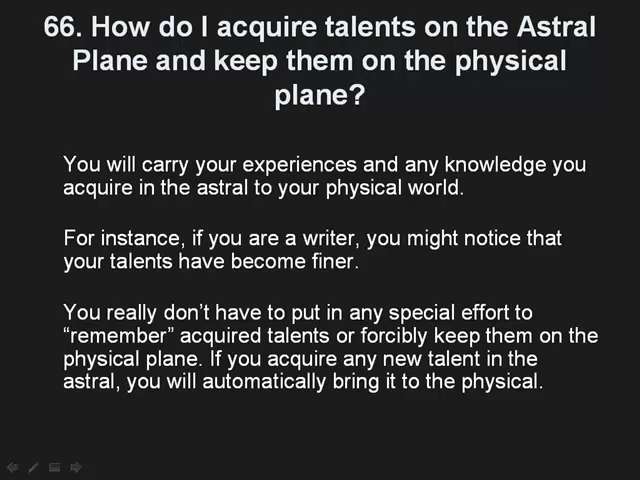 66. How do I acquire talents on the Astral
Plane and keep them on the physical
plane?
You will carry your experiences and any knowledge you
acquire in the astral to your physical world.
For instance, if you are a writer, you might notice that
your talents have become finer.
You really don’t have to put in any special effort to
“remember” acquired talents or forcibly keep them on the
physical plane. If you acquire any new talent in the
astral, you will automatically bring it to the physical.